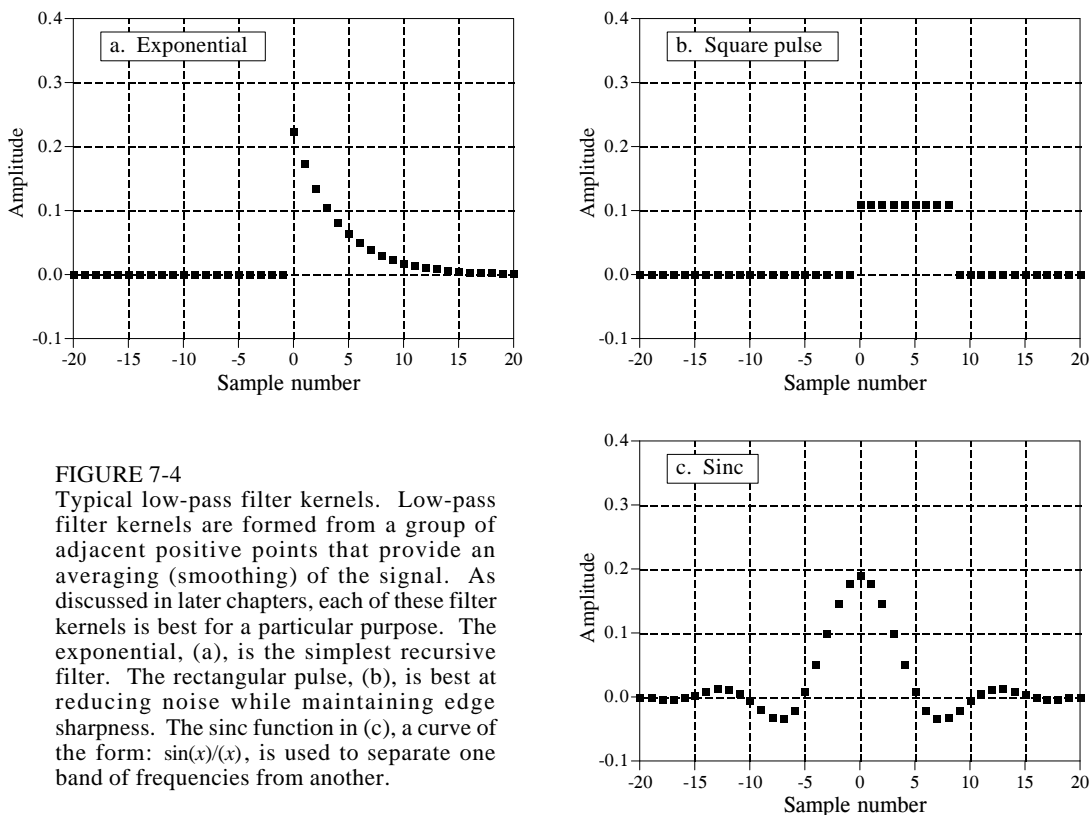 0.4
0.3
0.2
0.1
0.0
-0.1
Amplitude
a. Exponential
-20 -15 -10 -5 0 5 10 15 20
Sample number
0.4
0.3
0.2
0.1
0.0
-0.1
Amplitude
b. Square pulse
-20 -15 -10 -5 0 5 10 15 20
Sample number
FIGURE 7-4
Typical low-pass filter kernels. Low-pass
filter kernels are formed from a group of
adjacent positive points that provide an
averaging (smoothing) of the signal. As
discussed in later chapters, each of these filter
kernels is best for a particular purpose. The
exponential, (a), is the simplest recursive
filter. The rectangular pulse, (b), is best at
reducing noise while maintaining edge
sharpness. The sinc function in (c), a curve of
the form: sin(x)/(x), is used to separate one
band of frequencies from another.
0.4
0.3
0.2
0.1
0.0
-0.1
Amplitude
c. Sinc
-20 -15 -10 -5 0 5 10 15 20
Sample number